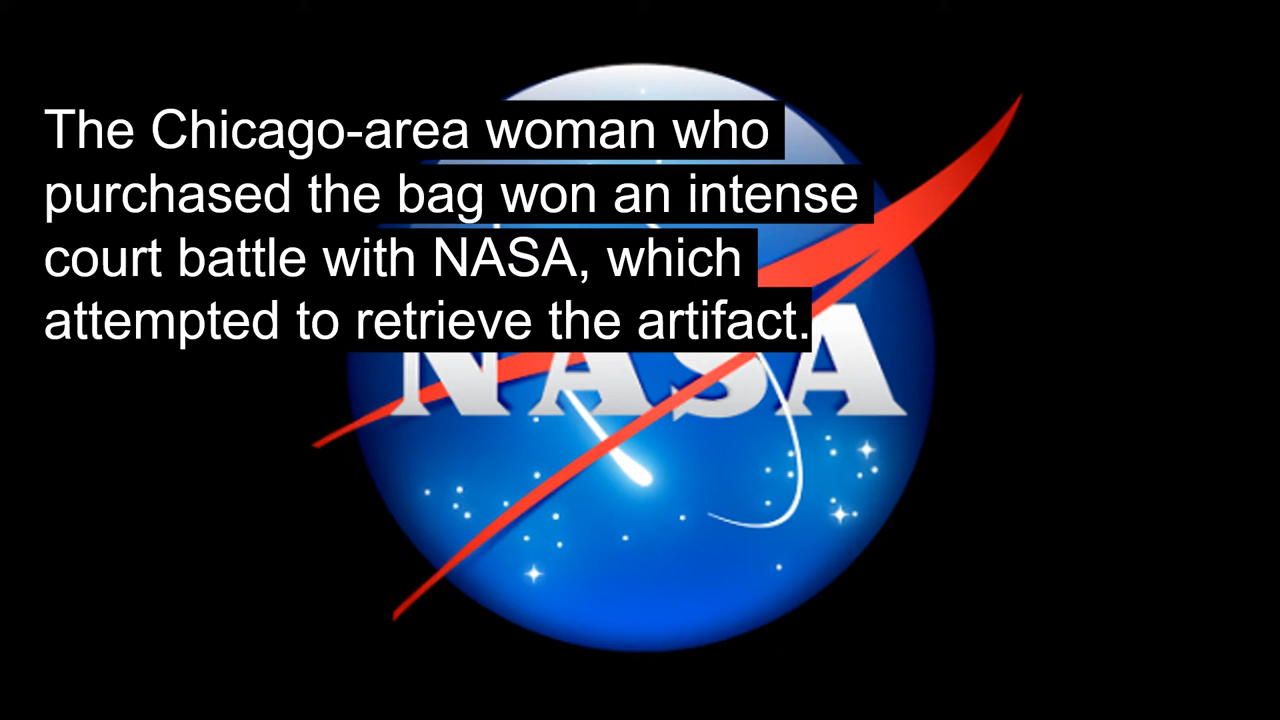 The Chicago-area woman who
purchased the bag won an intense
court battle with NASA, which
attempted to retrieve the artifact.
NASA